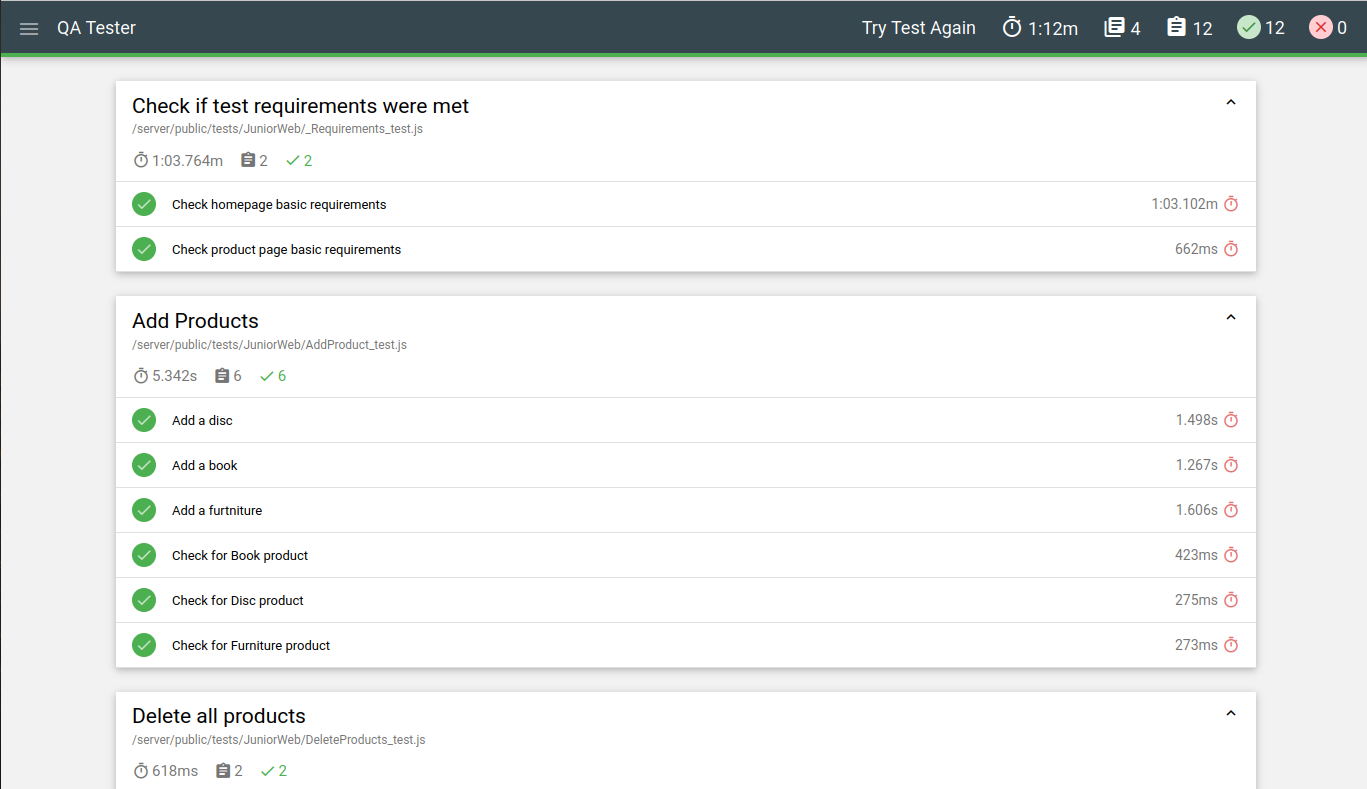 QA Tester Try Test Again 1:12m 4 12 12 0
Check if test requirements were met
/server/public/tests/JuniorWeb/_Requirements_test.js
1:03.764m 2 2
Check homepage basic requirements 1:03.102m
Check product page basic requirements 662ms
Add Products
/server/public/tests/JuniorWeb/AddProduct_test.js
5.342s 6 6
Add a disc 1.498s
Add a book 1.267s
Add a furtniture 1.606s
Check for Book product 423ms
Check for Disc product 275ms
Check for Furniture product 273ms
Delete all products
/server/public/tests/JuniorWeb/DeleteProducts_test.js
618ms 2 2